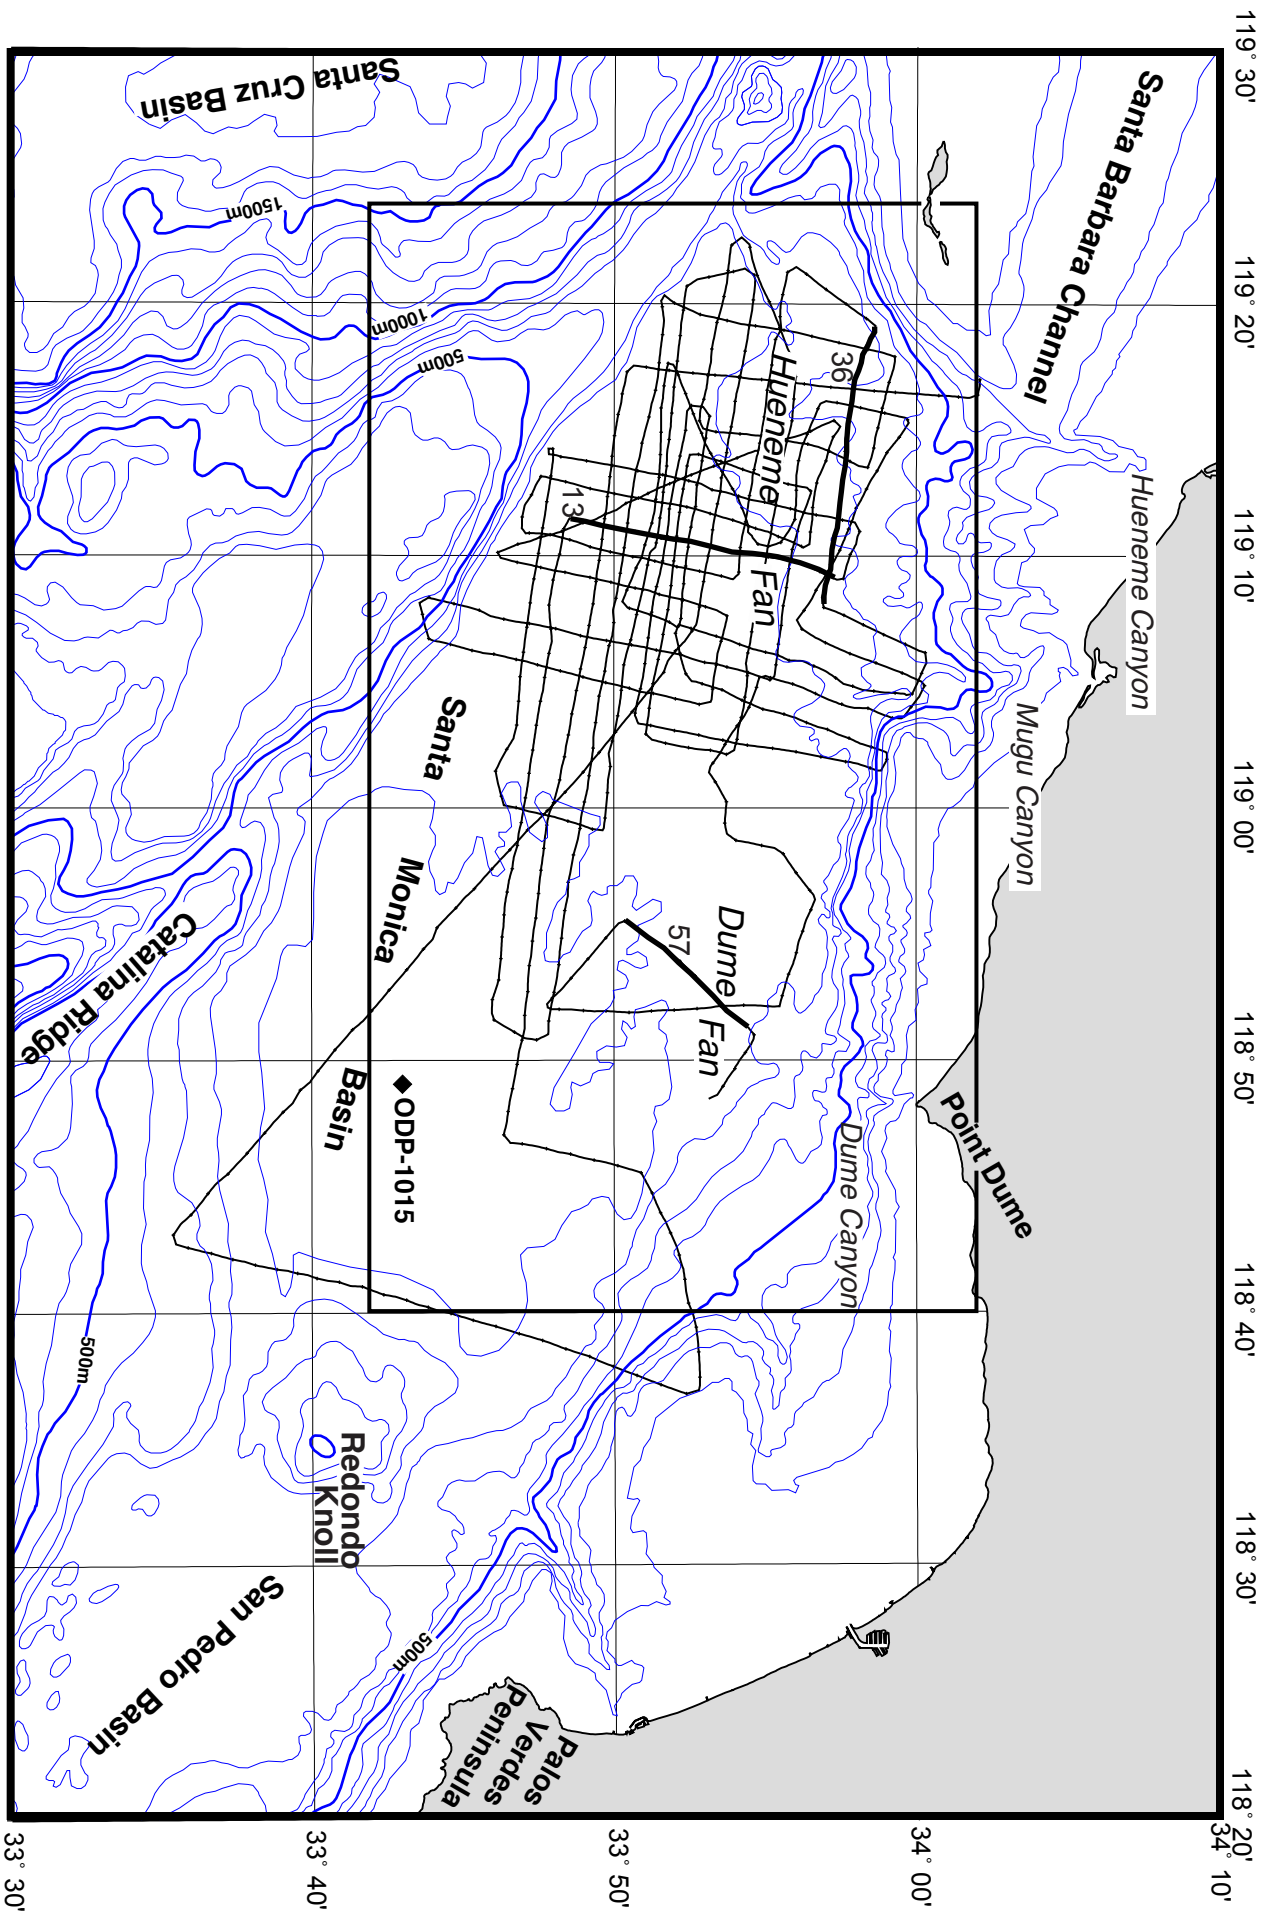 119° 30'
119° 20'
119° 10'
119° 00'
118° 50'
118° 40'
118° 30'
118° 20'
34° 10'
34° 00'
33° 50'
33° 40'
33° 30'
Santa Barbara Channel
Hueneme Canyon
Mugu Canyon
Point Dume
Dume Canyon
36
Hueneme
Fan
13
Dume
Fan
57
Santa
Monica
Basin
ODP-1015
Santa Cruz Basin
1500m
1000m
500m
Catalina Ridge
500m
Redondo
Knoll
500m
San Pedro Basin
Palos
Verdes
Peninsula